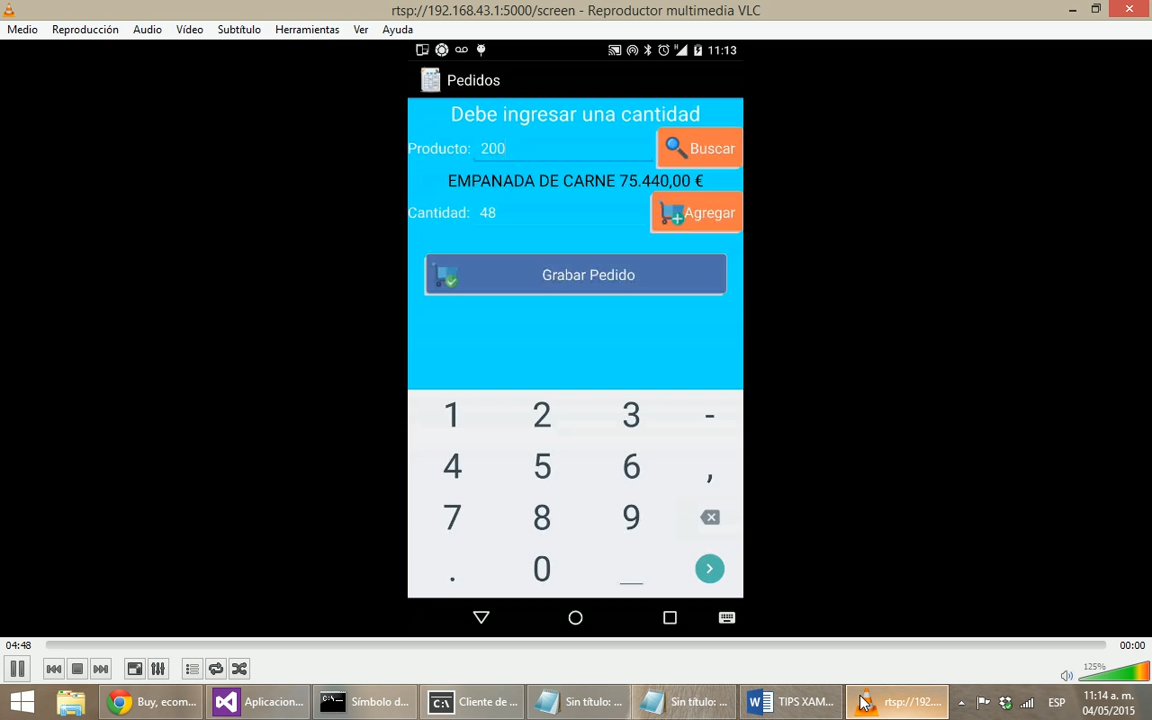 rtsp://192.168.43.1:5000/screen - Reproductor multimedia VLC
Medio Reproducción Audio Vídeo Subtítulo Herramientas Ver Ayuda
H 11:13
Pedidos
Debe ingresar una cantidad
Producto: 200 Buscar
EMPANADA DE CARNE 75.440,00 €
Cantidad: 48 Agregar
Grabar Pedido
1 2 3 -
4 5 6 ,
7 8 9
. 0 _
04:48 00:00
125%
Buy, ecom... Aplicacione... Símbolo d... C:\ Cliente de ... Sin título: ... Sin título: ... TIPS XAM... rtsp://192.... ESP 11:14 a. m.
04/05/2015